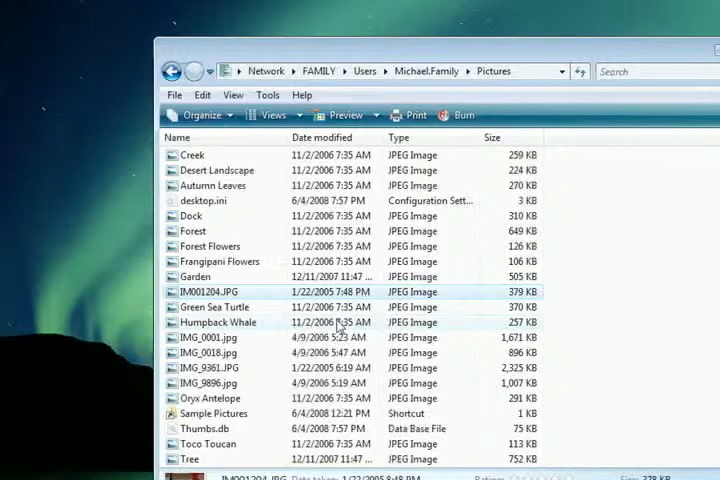 Network FAMILY Users Michael.Family Pictures Search
File Edit View Tools Help
Organize Views Preview Print Burn
Name Date modified Type Size
Creek 11/2/2006 7:35 AM JPEG Image 259 KB
Desert Landscape 11/2/2006 7:35 AM JPEG Image 224 KB
Autumn Leaves 11/2/2006 7:35 AM JPEG Image 270 KB
desktop.ini 6/4/2008 7:57 PM Configuration Sett... 3 KB
Dock 11/2/2006 7:35 AM JPEG Image 310 KB
Forest 11/2/2006 7:35 AM JPEG Image 649 KB
Forest Flowers 11/2/2006 7:35 AM JPEG Image 126 KB
Frangipani Flowers 11/2/2006 7:35 AM JPEG Image 106 KB
Garden 12/11/2007 11:47 ... JPEG Image 505 KB
IM001204.JPG 1/22/2005 7:48 PM JPEG Image 379 KB
Green Sea Turtle 11/2/2006 7:35 AM JPEG Image 370 KB
Humpback Whale 11/2/2006 7:35 AM JPEG Image 257 KB
IMG_0001.jpg 4/9/2006 5:23 AM JPEG Image 1,671 KB
IMG_0018.jpg 4/9/2006 5:47 AM JPEG Image 896 KB
IMG_9361.JPG 1/22/2005 6:19 AM JPEG Image 2,325 KB
IMG_9896.jpg 4/9/2006 5:19 AM JPEG Image 1,007 KB
Oryx Antelope 11/2/2006 7:35 AM JPEG Image 291 KB
Sample Pictures 6/4/2008 12:21 PM Shortcut 1 KB
Thumbs.db 6/4/2008 7:57 PM Data Base File 75 KB
Toco Toucan 11/2/2006 7:35 AM JPEG Image 113 KB
Tree 12/11/2007 11:47 ... JPEG Image 752 KB
IM001204.JPG Date taken: 1/22/2005 8:48 PM Rating: Size: 378 KB